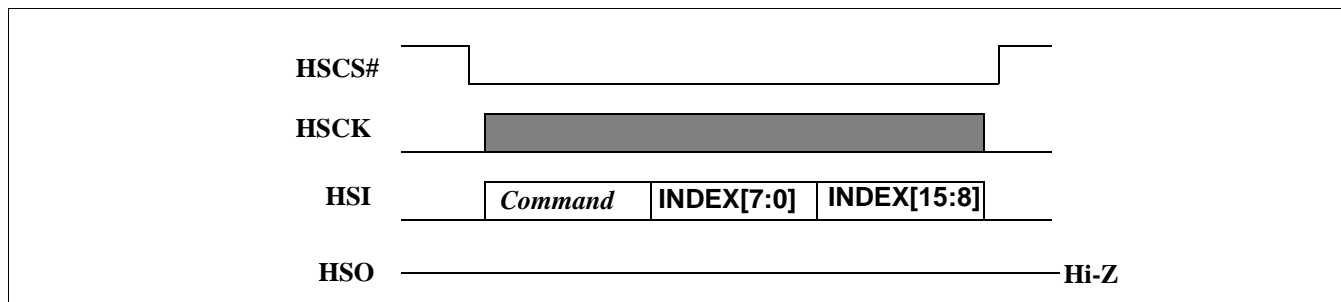 HSCS#
HSCK
HSI Command INDEX[7:0] INDEX[15:8]
HSO Hi-Z